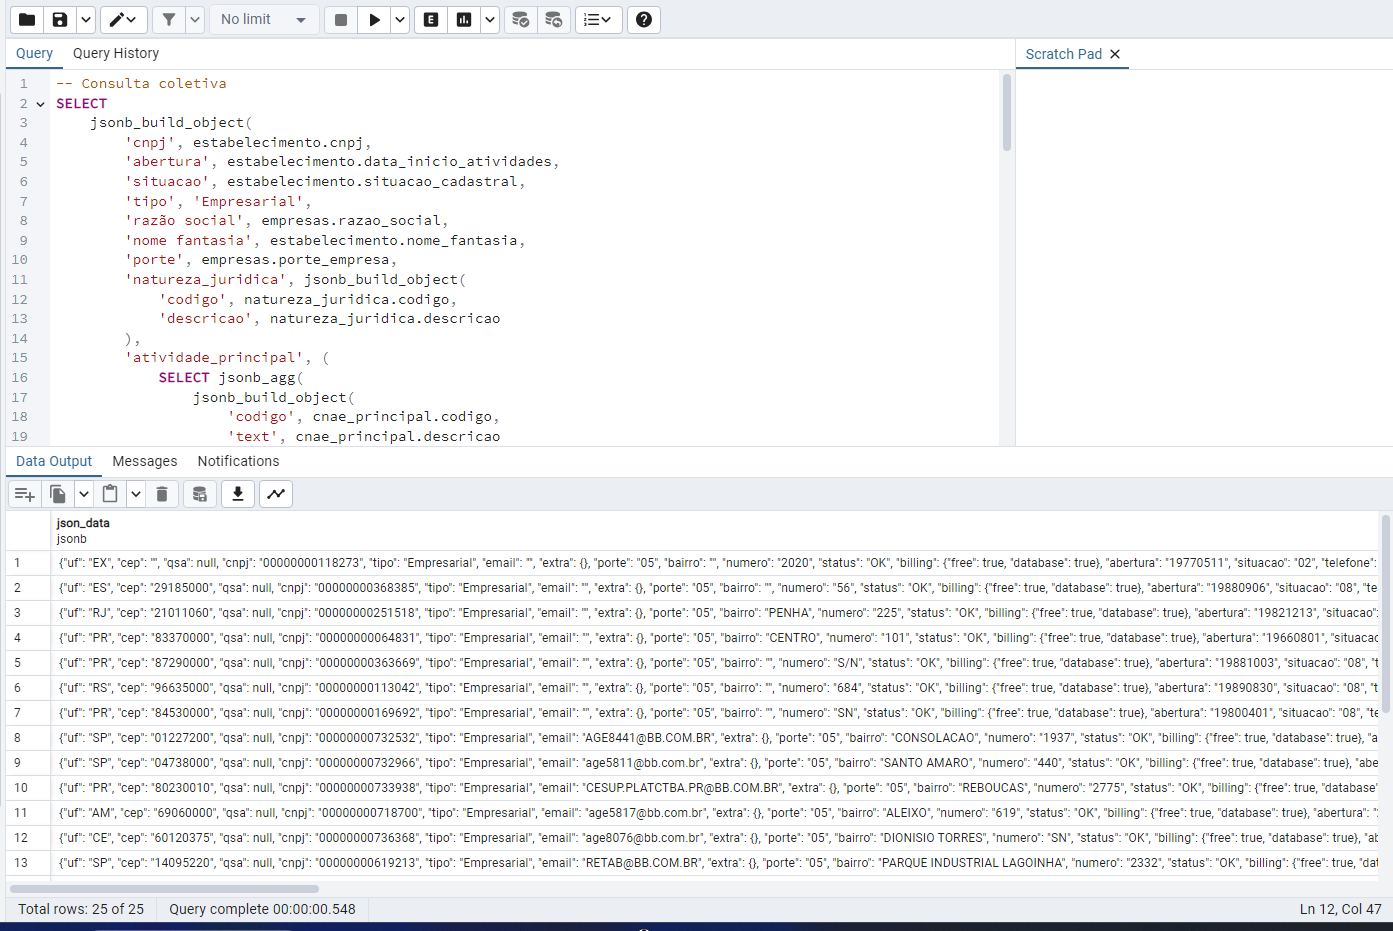 No limit
E
Query Query History
Scratch Pad
1 -- Consulta coletiva
2 SELECT
3 jsonb_build_object(
4 'cnpj', estabelecimento.cnpj,
5 'abertura', estabelecimento.data_inicio_atividades,
6 'situacao', estabelecimento.situacao_cadastral,
7 'tipo', 'Empresarial',
8 'razão social', empresas.razao_social,
9 'nome fantasia', estabelecimento.nome_fantasia,
10 'porte', empresas.porte_empresa,
11 'natureza_juridica', jsonb_build_object(
12 'codigo', natureza_juridica.codigo,
13 'descricao', natureza_juridica.descricao
14 ),
15 'atividade_principal', (
16 SELECT jsonb_agg(
17 jsonb_build_object(
18 'codigo', cnae_principal.codigo,
19 'text', cnae_principal.descricao
Data Output Messages Notifications
json_data
jsonb
1 {"uf": "EX", "cep": "", "qsa": null, "cnpj": "00000000118273", "tipo": "Empresarial", "email": "", "extra": {}, "porte": "05", "bairro": "", "numero": "2020", "status": "OK", "billing": {"free": true, "database": true}, "abertura": "19770511", "situacao": "02", "telefone":
2 {"uf": "ES", "cep": "29185000", "qsa": null, "cnpj": "00000000368385", "tipo": "Empresarial", "email": "", "extra": {}, "porte": "05", "bairro": "", "numero": "56", "status": "OK", "billing": {"free": true, "database": true}, "abertura": "19880906", "situacao": "08", "te
3 {"uf": "RJ", "cep": "21011060", "qsa": null, "cnpj": "00000000251518", "tipo": "Empresarial", "email": "", "extra": {}, "porte": "05", "bairro": "PENHA", "numero": "225", "status": "OK", "billing": {"free": true, "database": true}, "abertura": "19821213", "situacao":
4 {"uf": "PR", "cep": "83370000", "qsa": null, "cnpj": "00000000064831", "tipo": "Empresarial", "email": "", "extra": {}, "porte": "05", "bairro": "CENTRO", "numero": "101", "status": "OK", "billing": {"free": true, "database": true}, "abertura": "19660801", "situacao
5 {"uf": "PR", "cep": "87290000", "qsa": null, "cnpj": "00000000363669", "tipo": "Empresarial", "email": "", "extra": {}, "porte": "05", "bairro": "", "numero": "S/N", "status": "OK", "billing": {"free": true, "database": true}, "abertura": "19881003", "situacao": "08", "t
6 {"uf": "RS", "cep": "96635000", "qsa": null, "cnpj": "00000000113042", "tipo": "Empresarial", "email": "", "extra": {}, "porte": "05", "bairro": "", "numero": "684", "status": "OK", "billing": {"free": true, "database": true}, "abertura": "19890830", "situacao": "08", "t
7 {"uf": "PR", "cep": "84530000", "qsa": null, "cnpj": "00000000169692", "tipo": "Empresarial", "email": "", "extra": {}, "porte": "05", "bairro": "", "numero": "SN", "status": "OK", "billing": {"free": true, "database": true}, "abertura": "19800401", "situacao": "08", "te
8 {"uf": "SP", "cep": "01227200", "qsa": null, "cnpj": "00000000732532", "tipo": "Empresarial", "email": "AGE8441@BB.COM.BR", "extra": {}, "porte": "05", "bairro": "CONSOLACAO", "numero": "1937", "status": "OK", "billing": {"free": true, "database": true}, "a
9 {"uf": "SP", "cep": "04738000", "qsa": null, "cnpj": "00000000732966", "tipo": "Empresarial", "email": "age5811@bb.com.br", "extra": {}, "porte": "05", "bairro": "SANTO AMARO", "numero": "440", "status": "OK", "billing": {"free": true, "database": true}, "abe
10 {"uf": "PR", "cep": "80230010", "qsa": null, "cnpj": "00000000733938", "tipo": "Empresarial", "email": "CESUP.PLATCTBA.PR@BB.COM.BR", "extra": {}, "porte": "05", "bairro": "REBOUCAS", "numero": "2775", "status": "OK", "billing": {"free": true, "database"
11 {"uf": "AM", "cep": "69060000", "qsa": null, "cnpj": "00000000718700", "tipo": "Empresarial", "email": "age5817@bb.com.br", "extra": {}, "porte": "05", "bairro": "ALEIXO", "numero": "619", "status": "OK", "billing": {"free": true, "database": true}, "abertura": "
12 {"uf": "CE", "cep": "60120375", "qsa": null, "cnpj": "00000000736368", "tipo": "Empresarial", "email": "age8076@bb.com.br", "extra": {}, "porte": "05", "bairro": "DIONISIO TORRES", "numero": "SN", "status": "OK", "billing": {"free": true, "database": true}, "ab
13 {"uf": "SP", "cep": "14095220", "qsa": null, "cnpj": "00000000619213", "tipo": "Empresarial", "email": "RETAB@BB.COM.BR", "extra": {}, "porte": "05", "bairro": "PARQUE INDUSTRIAL LAGOINHA", "numero": "2332", "status": "OK", "billing": {"free": true, "dat
Total rows: 25 of 25 Query complete 00:00:00.548 Ln 12, Col 47